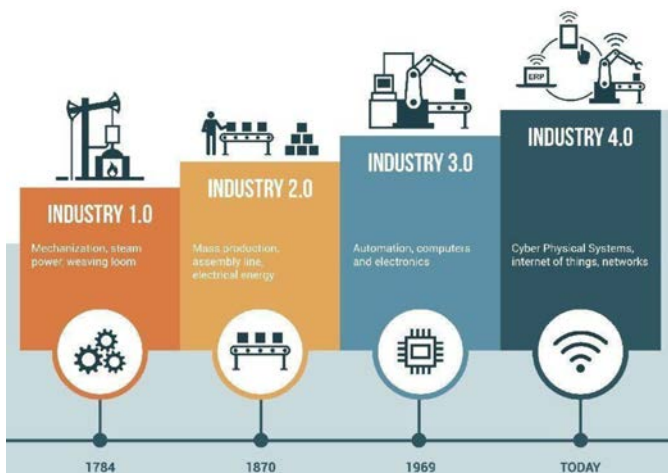 ERP
INDUSTRY 1.0
Mechanization, steam
power, weaving loom
INDUSTRY 2.0
Mass production,
assembly line,
electrical energy
INDUSTRY 3.0
Automation, computers
and electronics
INDUSTRY 4.0
Cyber Physical Systems,
internet of things, networks
1784
1870
1969
TODAY